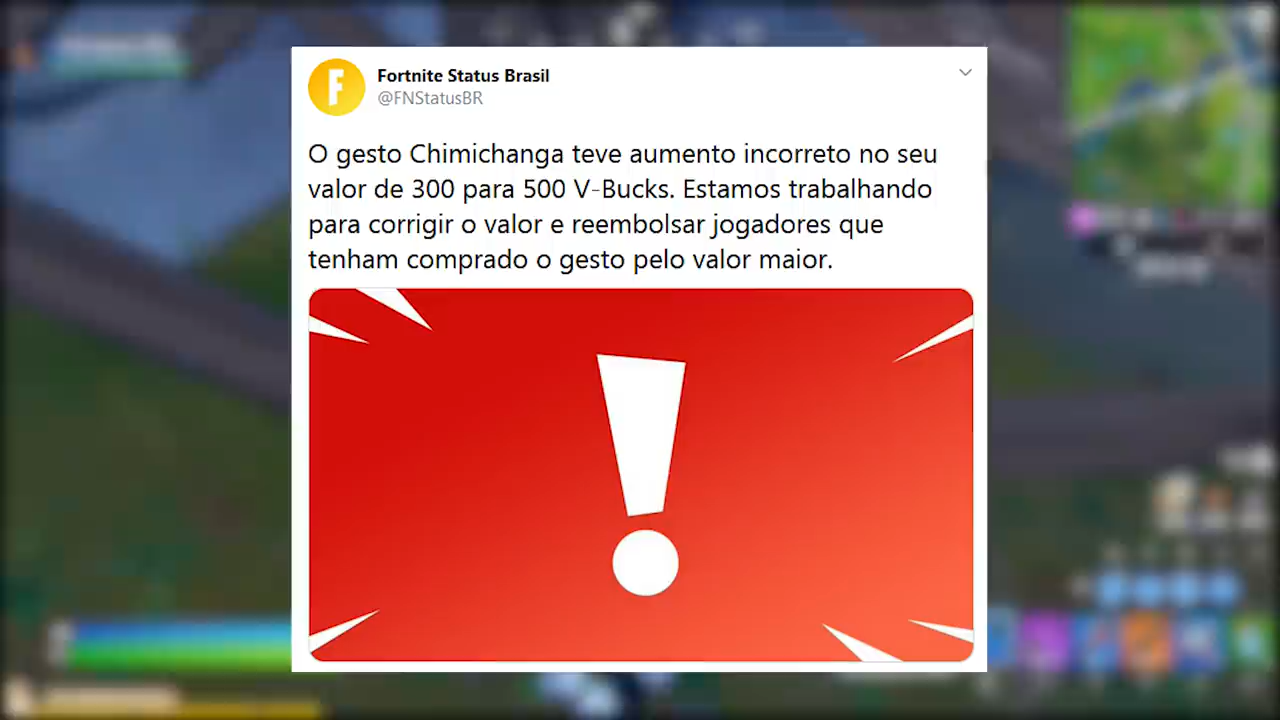 Fortnite Status Brasil
@FNStatusBR
O gesto Chimichanga teve aumento incorreto no seu
valor de 300 para 500 V-Bucks. Estamos trabalhando
para corrigir o valor e reembolsar jogadores que
tenham comprado o gesto pelo valor maior.